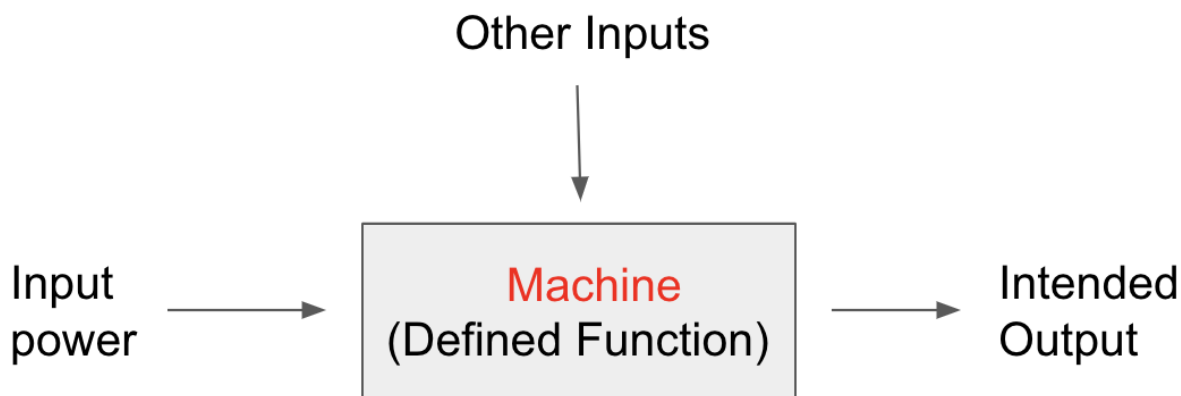 Other Inputs
Input
power
Machine
(Defined Function)
Intended
Output